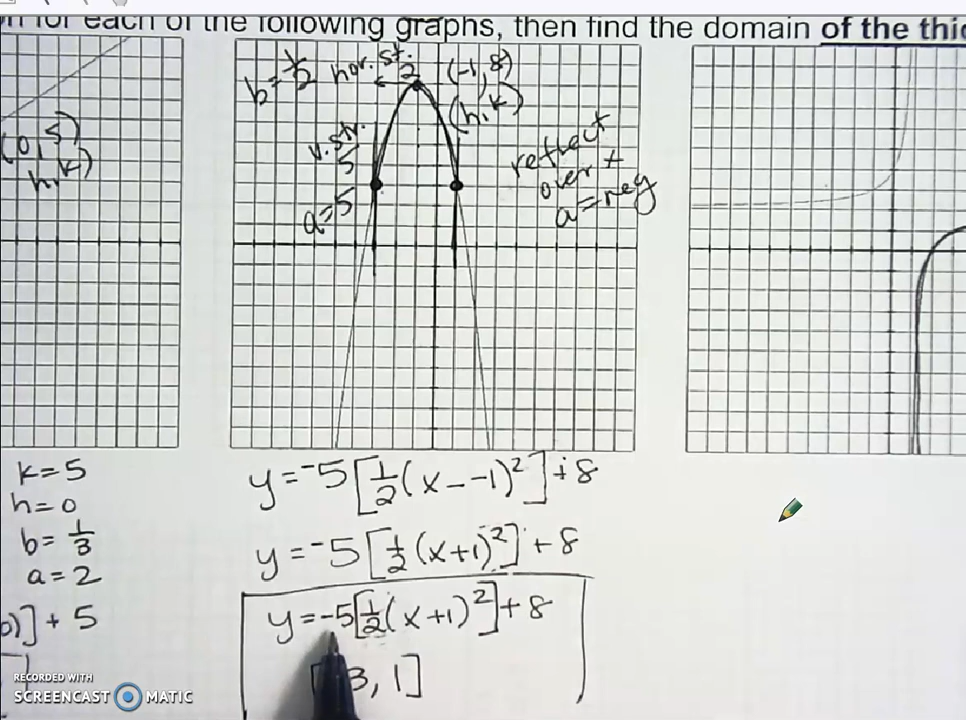 for each of the following graphs, then find the domain of the thic
(0, 5)
h, k)
b = 1/2
hor. st.
2
(-1, 8)
(h, k)
v. str.
5
a = 5
reflect
over x
a = neg
k = 5
h = 0
b = 1/3
a = 2
)] + 5
y = -5[1/2(x - -1)²] + 8
y = -5[1/2(x+1)²] + 8
y = -5[1/2(x+1)²] + 8
3, 1]
RECORDED WITH
SCREENCAST MATIC